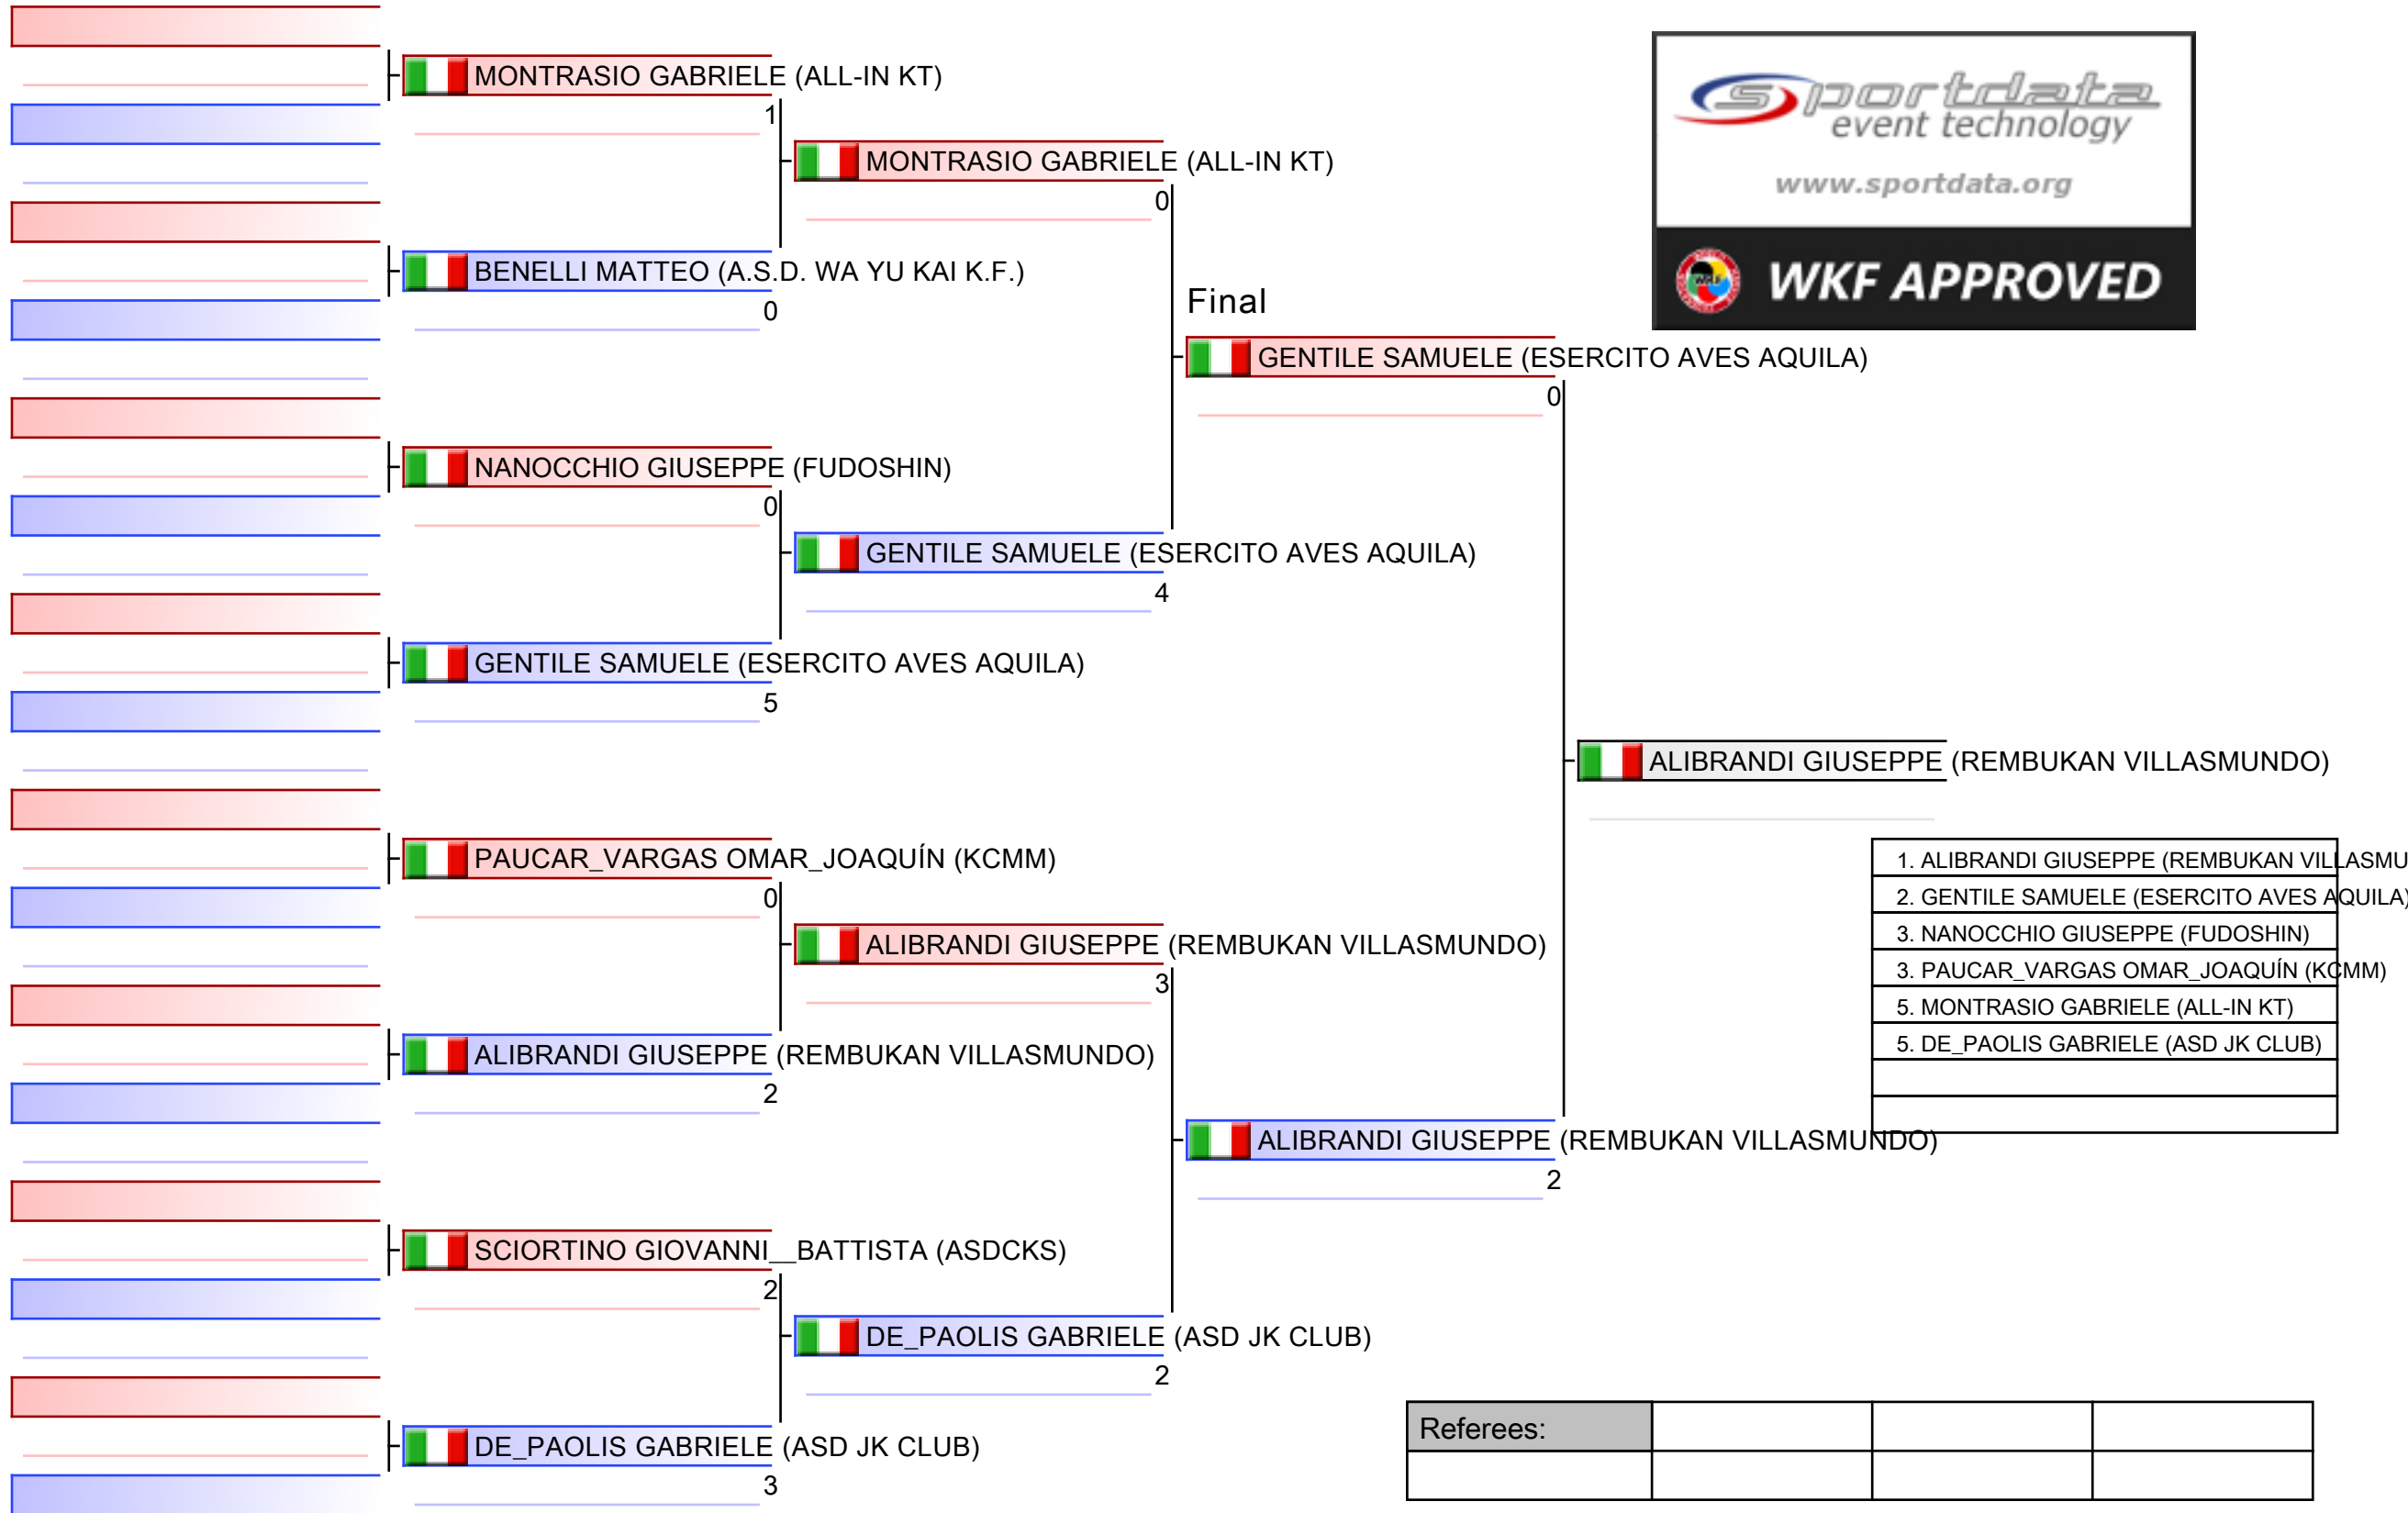 MONTRASIO GABRIELE (ALL-IN KT)
1
BENELLI MATTEO (A.S.D. WA YU KAI K.F.)
0
NANOCCHIO GIUSEPPE (FUDOSHIN)
0
GENTILE SAMUELE (ESERCITO AVES AQUILA)
5
PAUCAR_VARGAS OMAR_JOAQUÍN (KCMM)
0
ALIBRANDI GIUSEPPE (REMBUKAN VILLASMUNDO)
2
SCIORTINO GIOVANNI__BATTISTA (ASDCKS)
2
DE_PAOLIS GABRIELE (ASD JK CLUB)
3
MONTRASIO GABRIELE (ALL-IN KT)
0
GENTILE SAMUELE (ESERCITO AVES AQUILA)
4
ALIBRANDI GIUSEPPE (REMBUKAN VILLASMUNDO)
3
DE_PAOLIS GABRIELE (ASD JK CLUB)
2
Final
GENTILE SAMUELE (ESERCITO AVES AQUILA)
0
ALIBRANDI GIUSEPPE (REMBUKAN VILLASMUNDO)
2
ALIBRANDI GIUSEPPE (REMBUKAN VILLASMUNDO)
sportdata
event technology
www.sportdata.org
WKF
WKF APPROVED
1. ALIBRANDI GIUSEPPE (REMBUKAN VILLASMU
2. GENTILE SAMUELE (ESERCITO AVES AQUILA)
3. NANOCCHIO GIUSEPPE (FUDOSHIN)
3. PAUCAR_VARGAS OMAR_JOAQUÍN (KCMM)
5. MONTRASIO GABRIELE (ALL-IN KT)
5. DE_PAOLIS GABRIELE (ASD JK CLUB)
Referees: